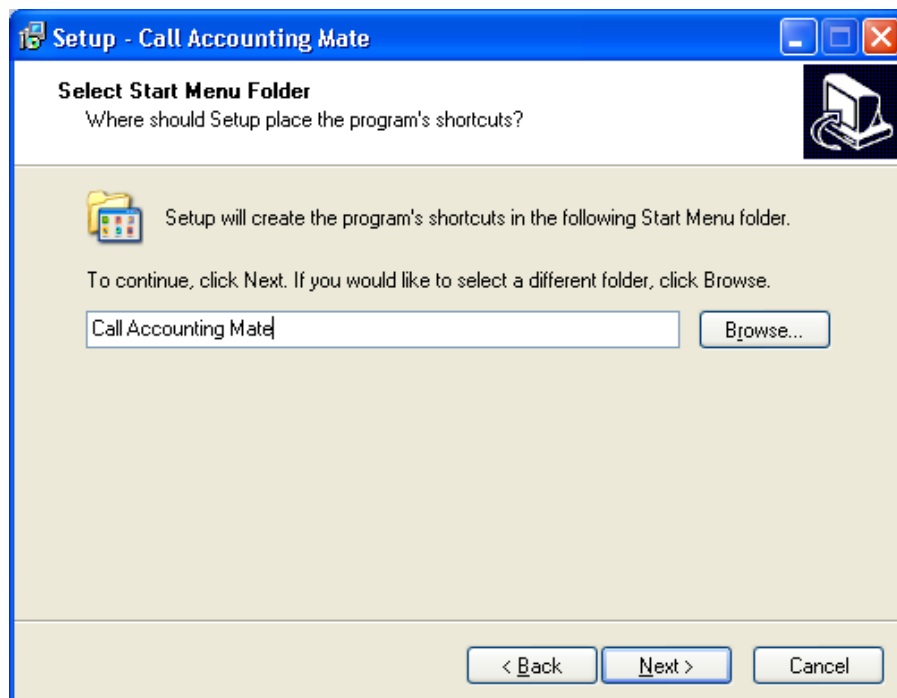 Setup - Call Accounting Mate
Select Start Menu Folder
Where should Setup place the program's shortcuts?
Setup will create the program's shortcuts in the following Start Menu folder.
To continue, click Next. If you would like to select a different folder, click Browse.
Call Accounting Mate
Browse...
< Back
Next >
Cancel